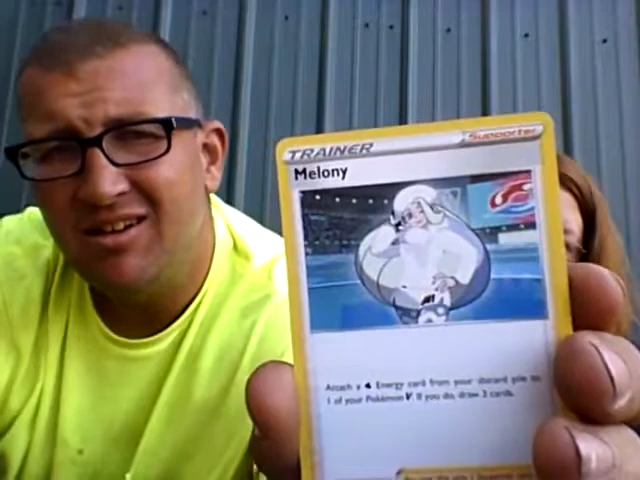 TRAINER
Supporter
Melony
Attach a Energy card from your discard pile to
1 of your Pokémon V. If you do, draw 3 cards.